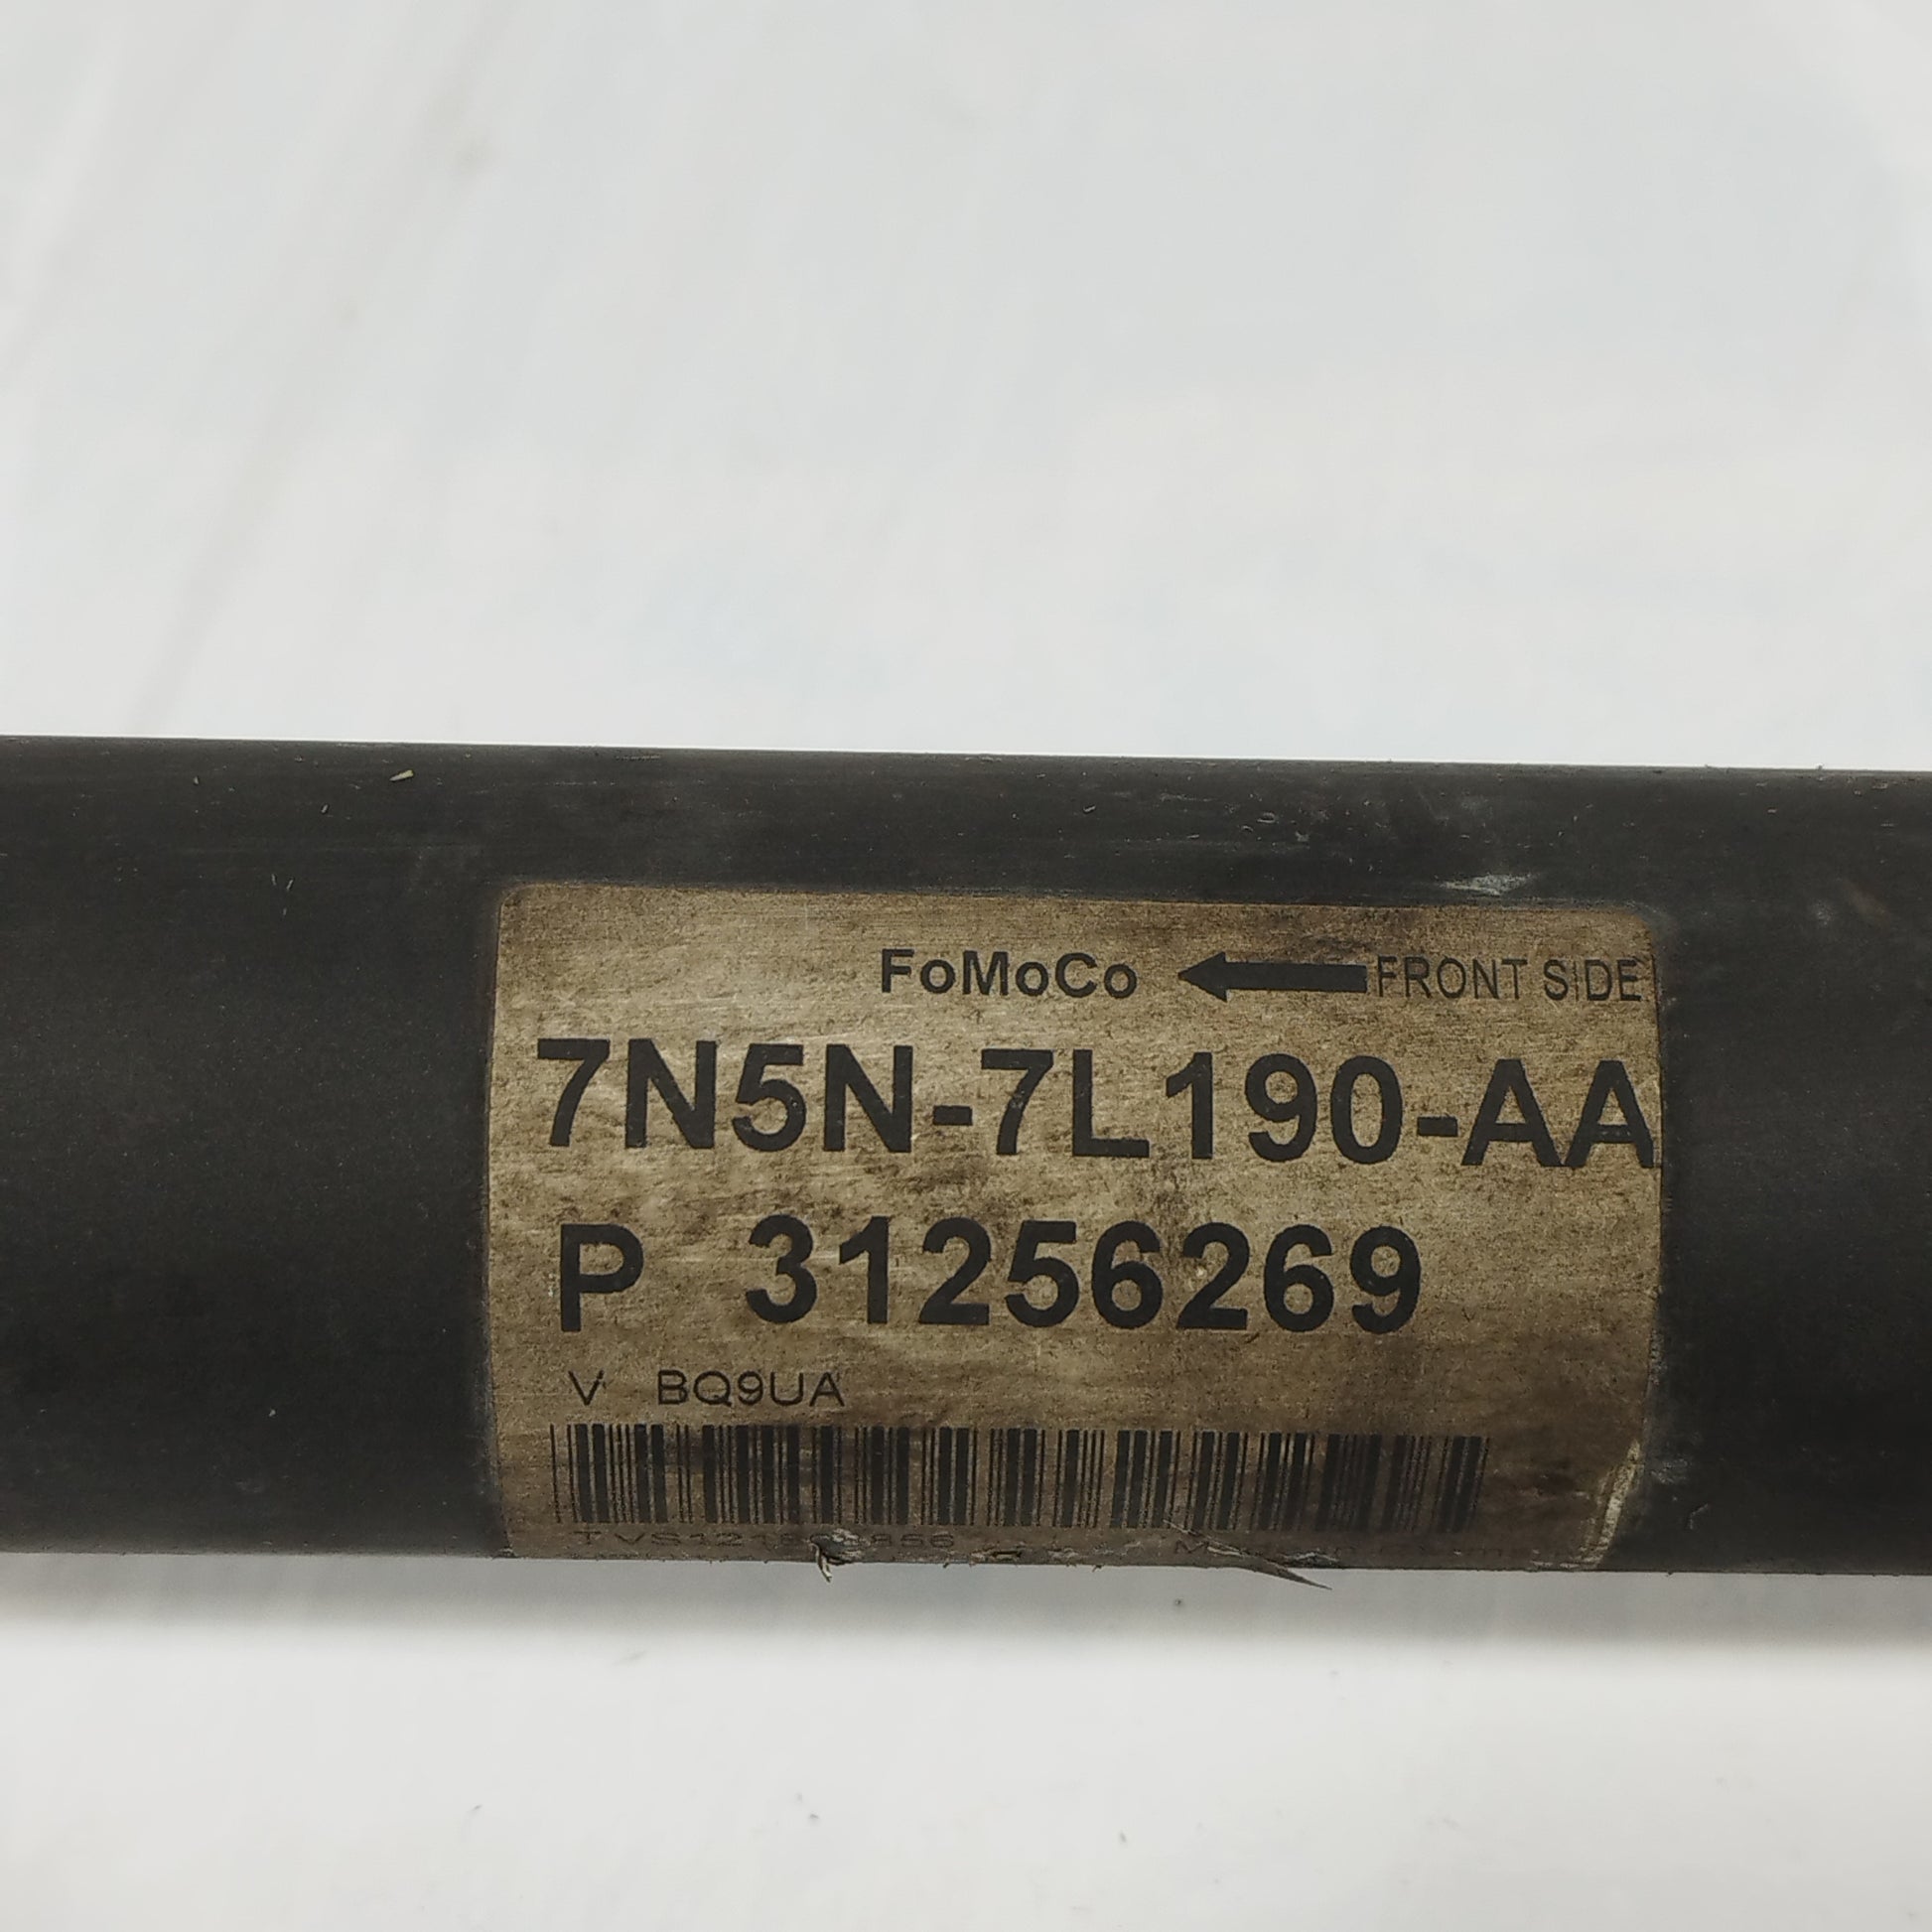 FoMoCo FRONT SIDE
7N5N-7L190-AA
P 31256269
V BQ9UA